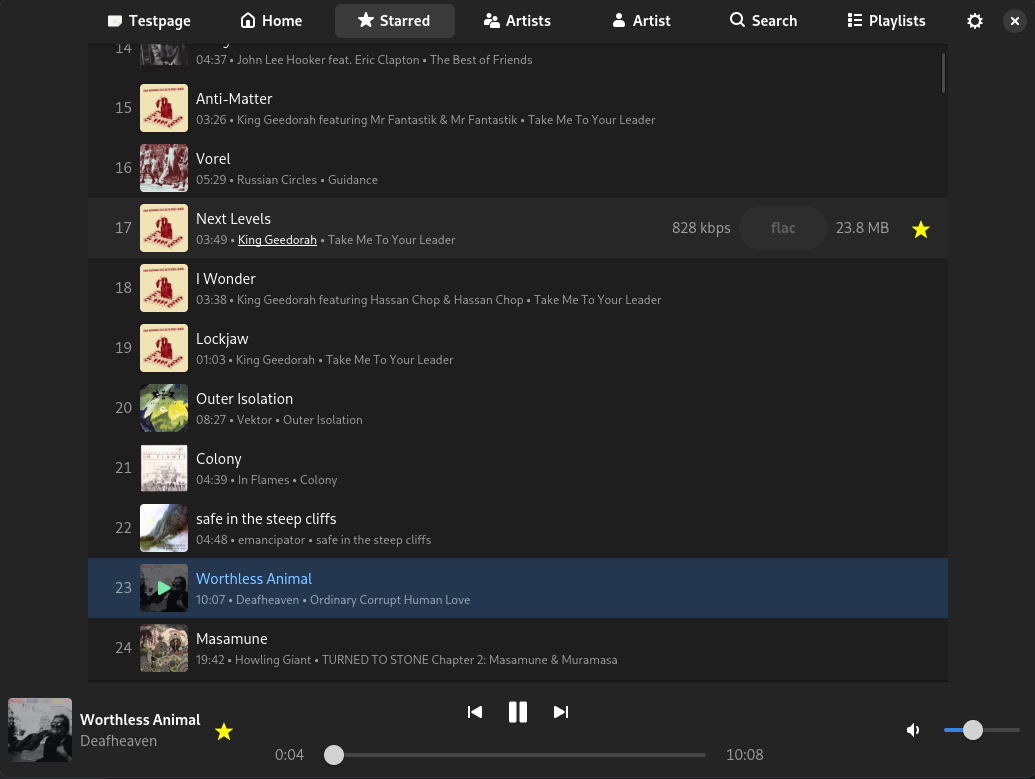 Testpage
Home
Starred
Artists
Artist
Search
Playlists
14
04:37 • John Lee Hooker feat. Eric Clapton • The Best of Friends
15
Anti-Matter
03:26 • King Geedorah featuring Mr Fantastik & Mr Fantastik • Take Me To Your Leader
16
Vorel
05:29 • Russian Circles • Guidance
17
Next Levels
03:49 • King Geedorah • Take Me To Your Leader
828 kbps
flac
23.8 MB
18
I Wonder
03:38 • King Geedorah featuring Hassan Chop & Hassan Chop • Take Me To Your Leader
19
Lockjaw
01:03 • King Geedorah • Take Me To Your Leader
20
Outer Isolation
08:27 • Vektor • Outer Isolation
21
Colony
04:39 • In Flames • Colony
22
safe in the steep cliffs
04:48 • emancipator • safe in the steep cliffs
23
Worthless Animal
10:07 • Deafheaven • Ordinary Corrupt Human Love
24
Masamune
19:42 • Howling Giant • TURNED TO STONE Chapter 2: Masamune & Muramasa
Worthless Animal
Deafheaven
0:04
10:08